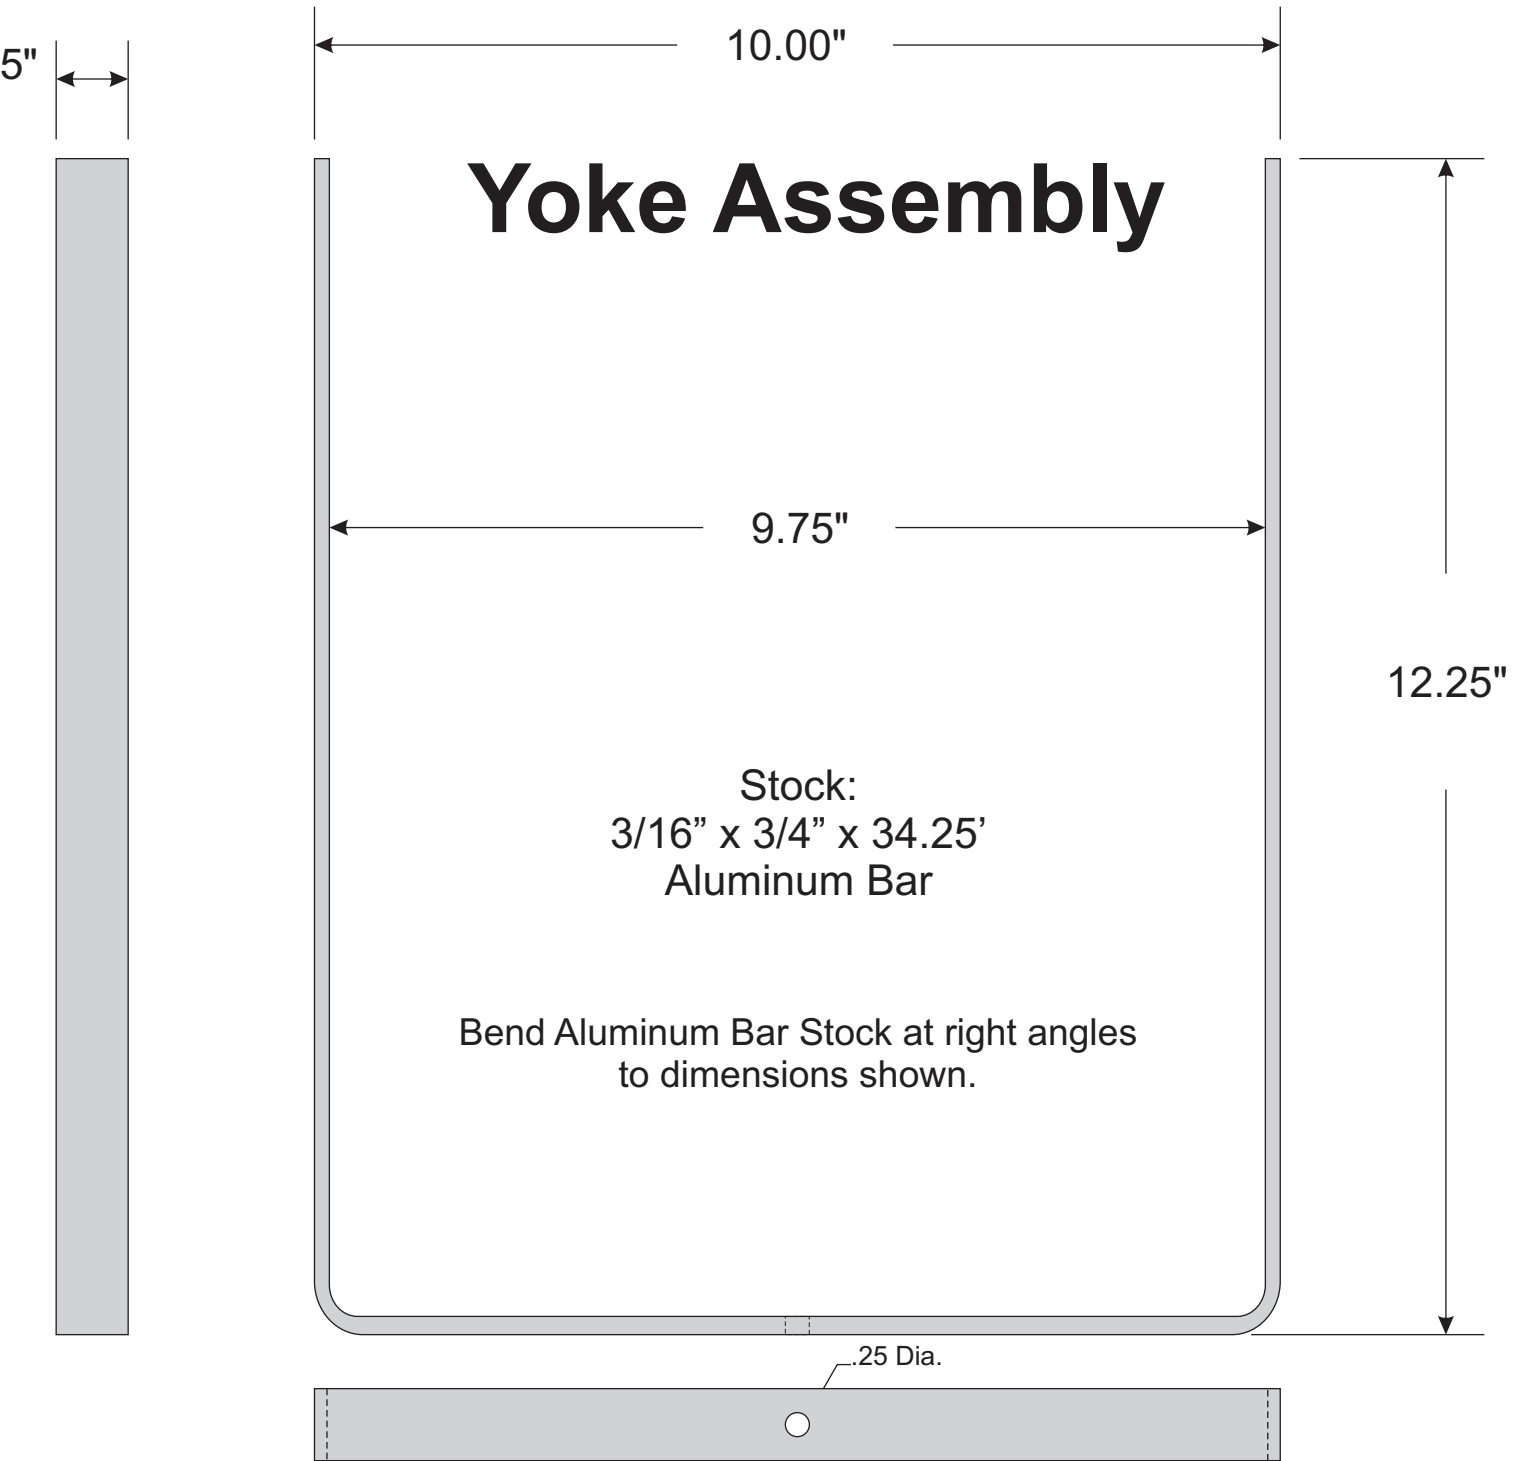 5"
10.00"
Yoke Assembly
9.75"
12.25"
Stock:
3/16” x 3/4” x 34.25’
Aluminum Bar
Bend Aluminum Bar Stock at right angles
to dimensions shown.
.25 Dia.